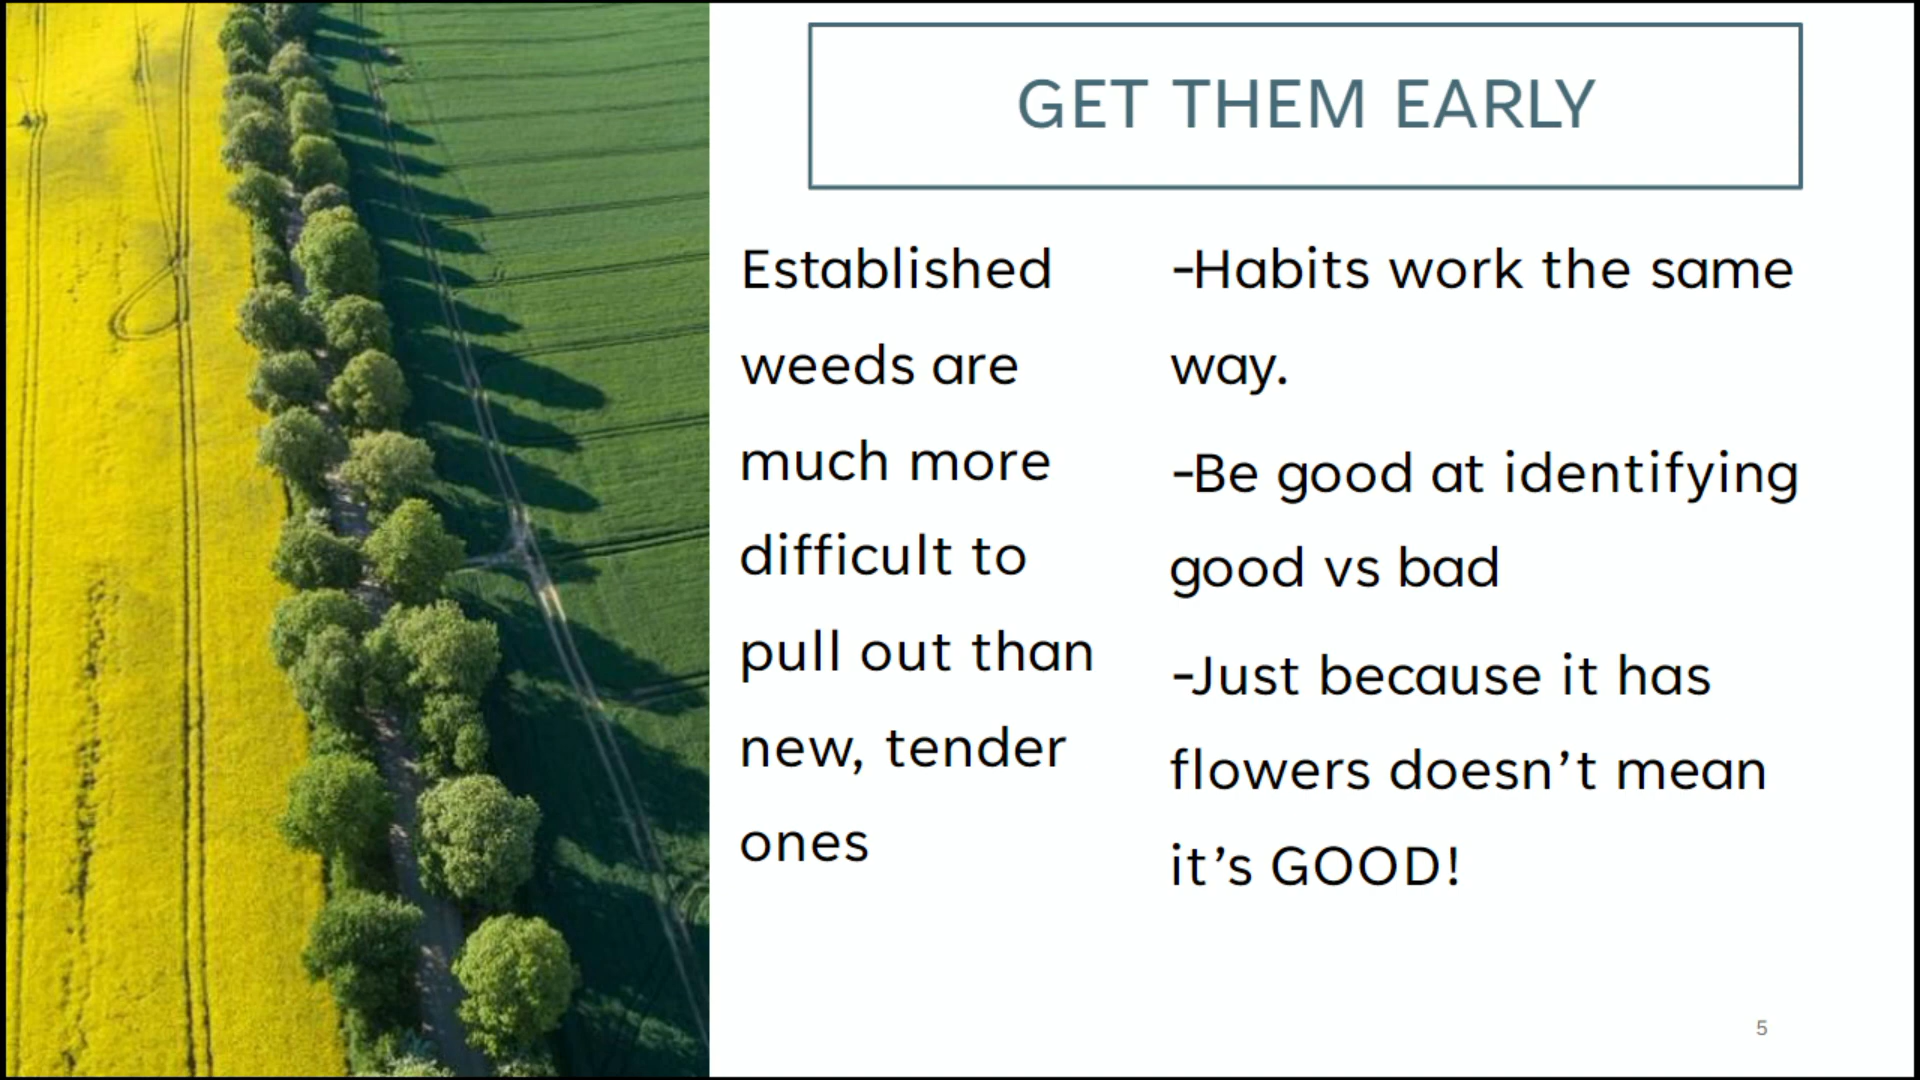 GET THEM EARLY
Established
weeds are
much more
difficult to
pull out than
new, tender
ones
-Habits work the same
way.
-Be good at identifying
good vs bad
-Just because it has
flowers doesn’t mean
it’s GOOD!
5